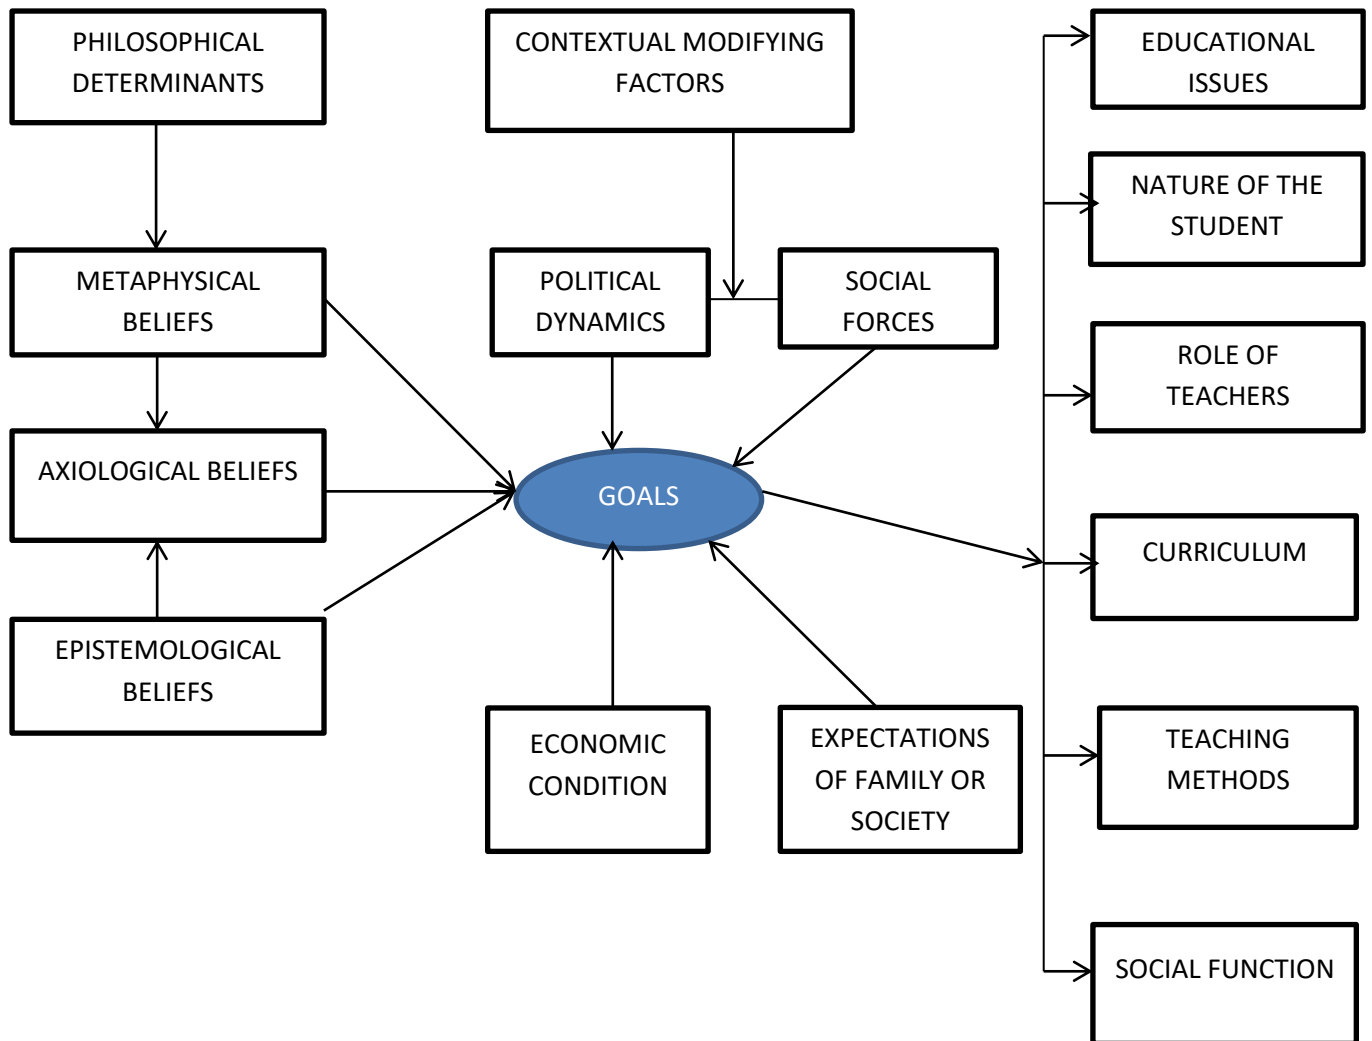 PHILOSOPHICAL
DETERMINANTS
CONTEXTUAL MODIFYING
FACTORS
EDUCATIONAL
ISSUES
NATURE OF THE
STUDENT
METAPHYSICAL
BELIEFS
POLITICAL
DYNAMICS
SOCIAL
FORCES
ROLE OF
TEACHERS
AXIOLOGICAL BELIEFS
GOALS
CURRICULUM
EPISTEMOLOGICAL
BELIEFS
ECONOMIC
CONDITION
EXPECTATIONS
OF FAMILY OR
SOCIETY
TEACHING
METHODS
SOCIAL FUNCTION